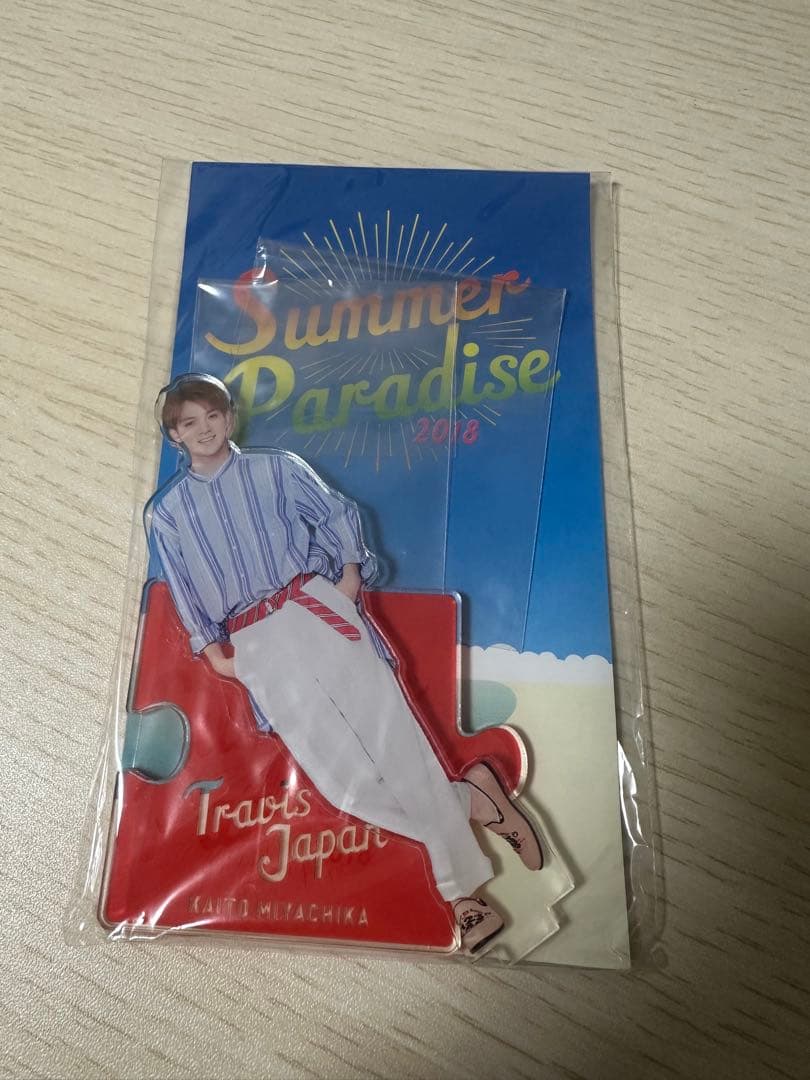 Summer
Paradise
2018
Travis
Japan
KAITO MIYACHIKA